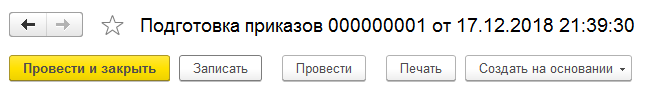 Подготовка приказов 000000001 от 17.12.2018 21:39:30
Провести и закрыть Записать Провести Печать Создать на основании